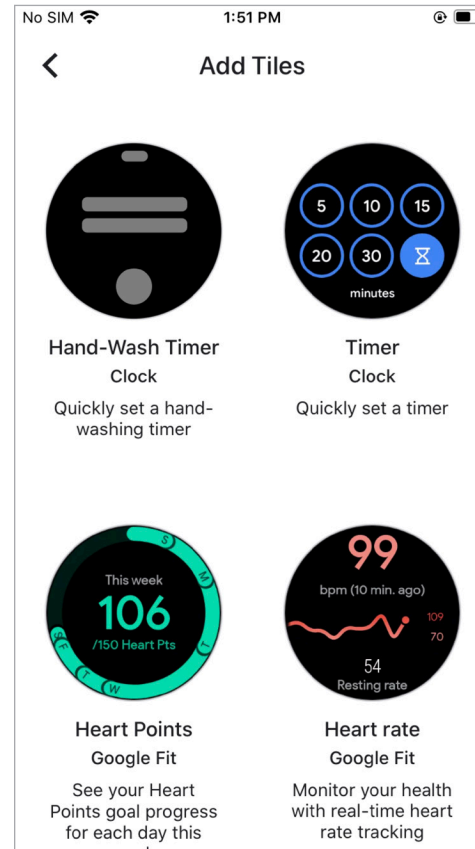 No SIM 1:51 PM
Add Tiles
5 10 15
20 30
minutes
Hand-Wash Timer
Clock
Quickly set a hand-
washing timer
Timer
Clock
Quickly set a timer
S
M
T
W
T
F
S
This week
106
/150 Heart Pts
99
bpm (10 min. ago)
109
70
54
Resting rate
Heart Points
Google Fit
See your Heart
Points goal progress
for each day this
Heart rate
Google Fit
Monitor your health
with real-time heart
rate tracking